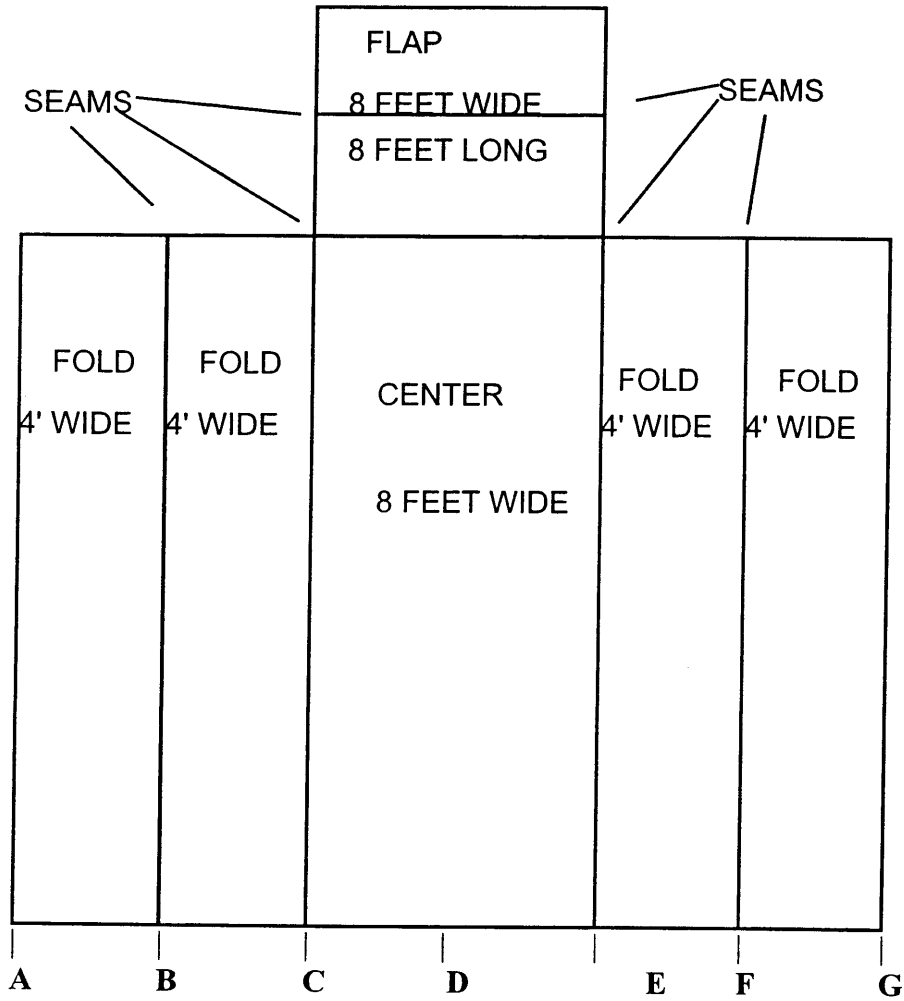 FLAP
8 FEET WIDE
8 FEET LONG
SEAMS
SEAMS
FOLD
4' WIDE
FOLD
4' WIDE
CENTER
8 FEET WIDE
FOLD
4' WIDE
FOLD
4' WIDE
A B C D E F G